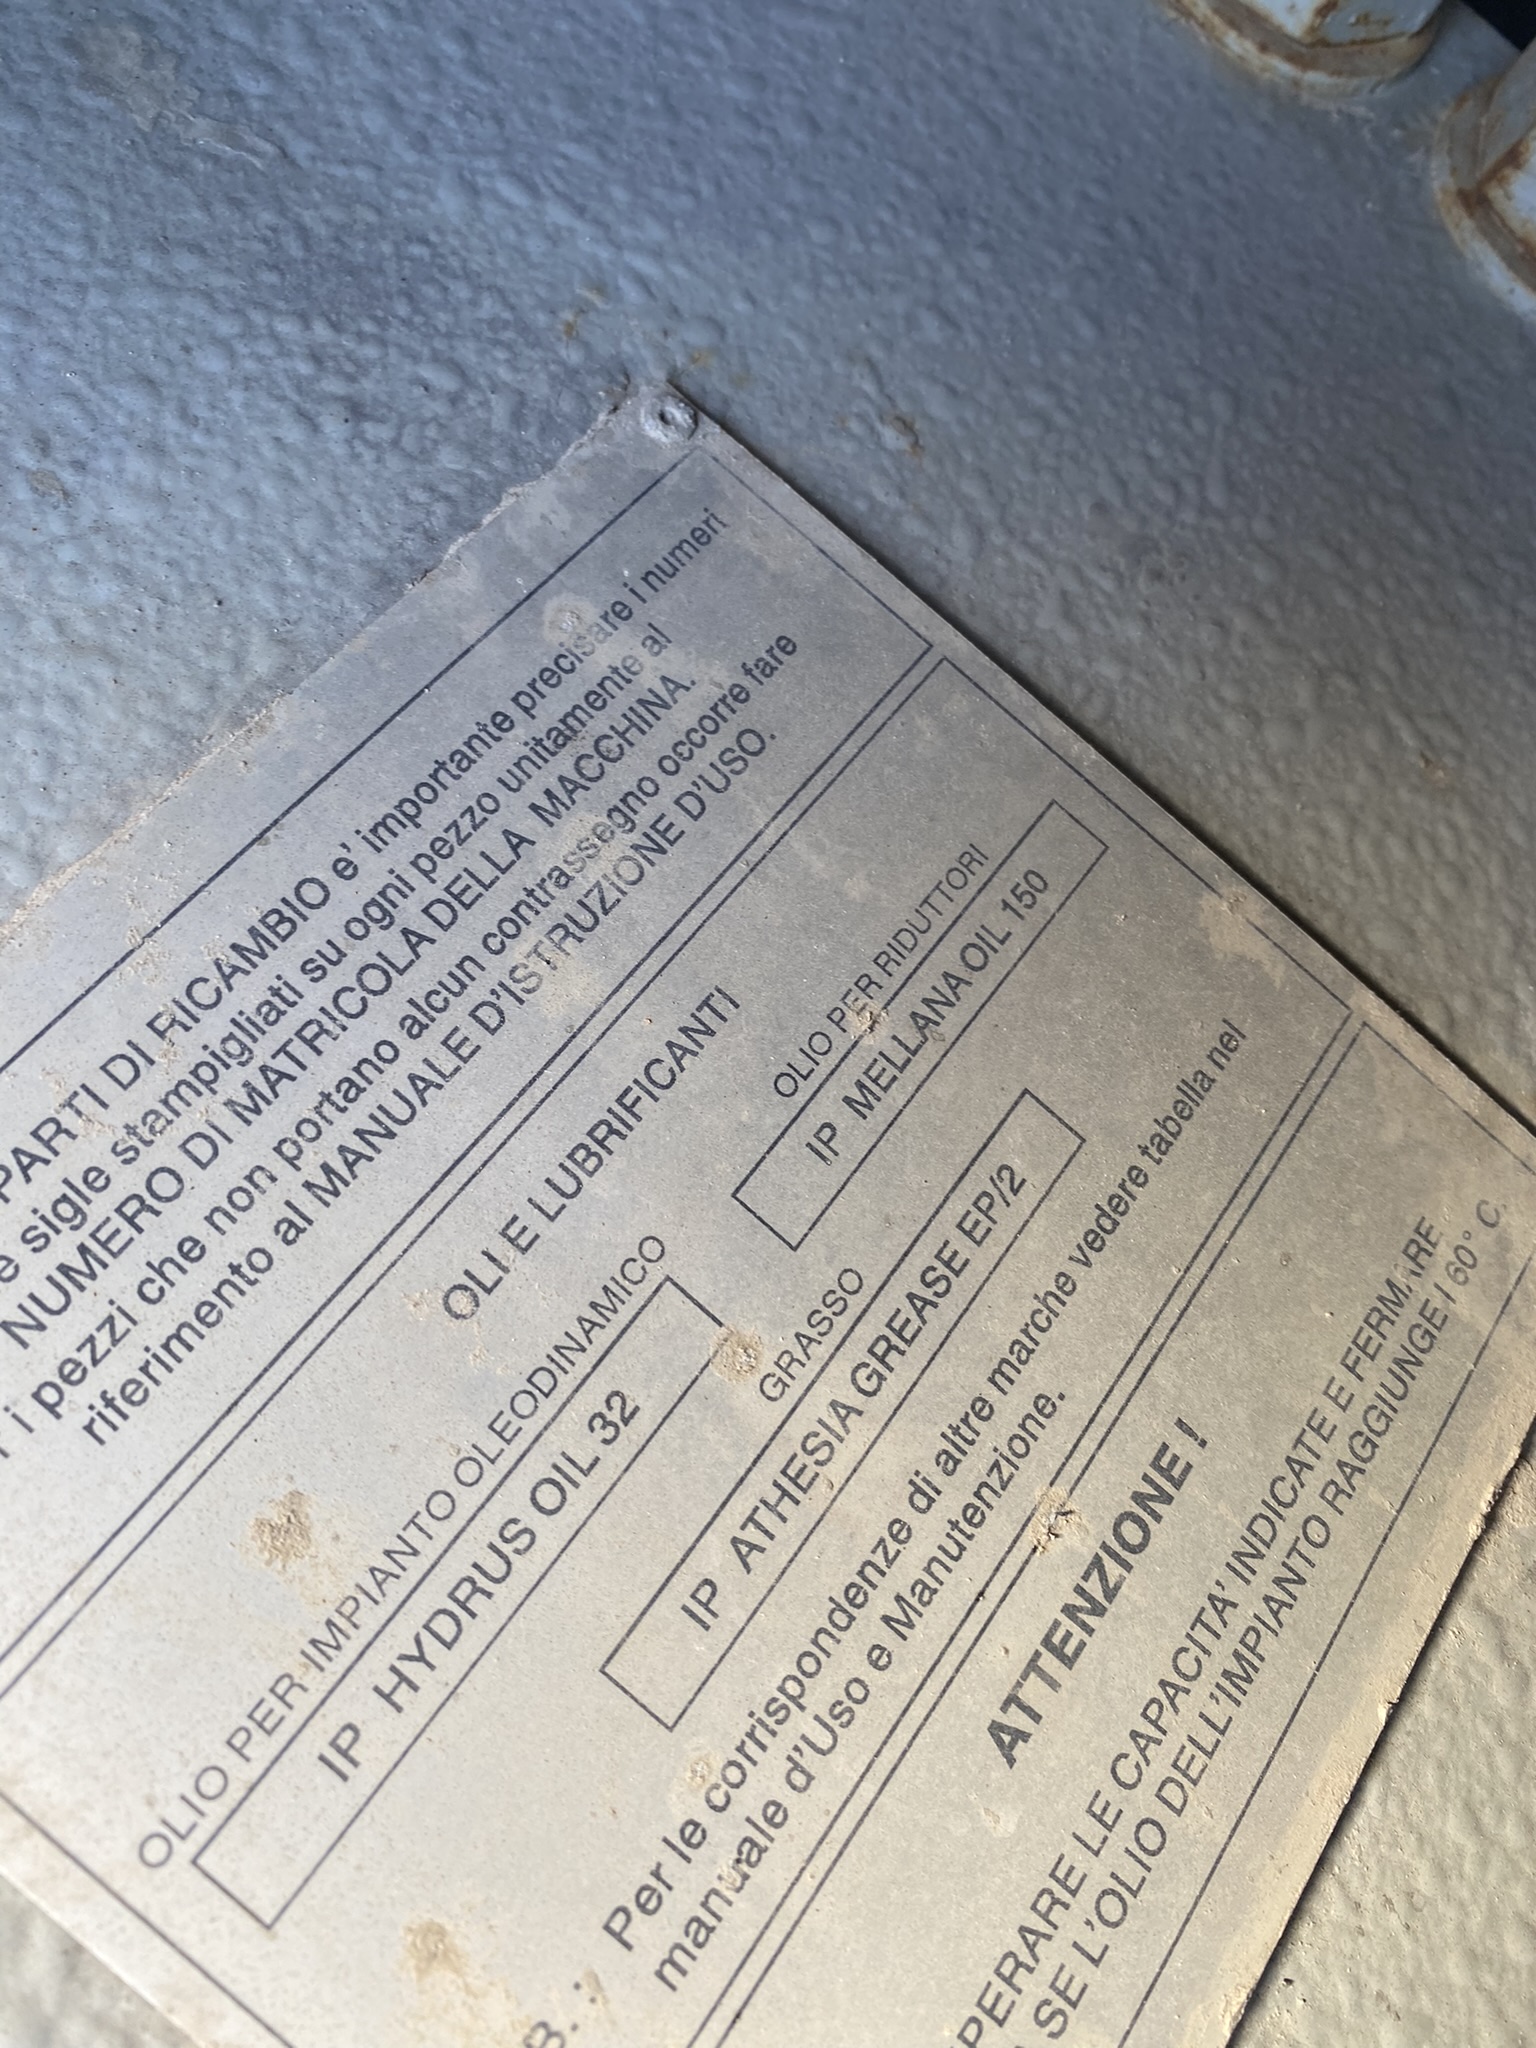 PARTI DI RICAMBIO e' importante precisare i numeri
e sigle stampigliati su ogni pezzo unitamente al
NUMERO DI MATRICOLA DELLA MACCHINA.
i pezzi che non portano alcun contrassegno occorre fare
riferimento al MANUALE D'ISTRUZIONE D'USO.
OLI E LUBRIFICANTI
OLIO PER IMPIANTO OLEODINAMICO
IP HYDRUS OIL 32
OLIO PER RIDUTTORI
IP MELLANA OIL 150
GRASSO
IP ATHESIA GREASE EP/2
B. : Per le corrispondenze di altre marche vedere tabella nel
manuale d'Uso e Manutenzione.
ATTENZIONE !
PERARE LE CAPACITA' INDICATE E FERMARE
SE L'OLIO DELL'IMPIANTO RAGGIUNGE I 60° C.